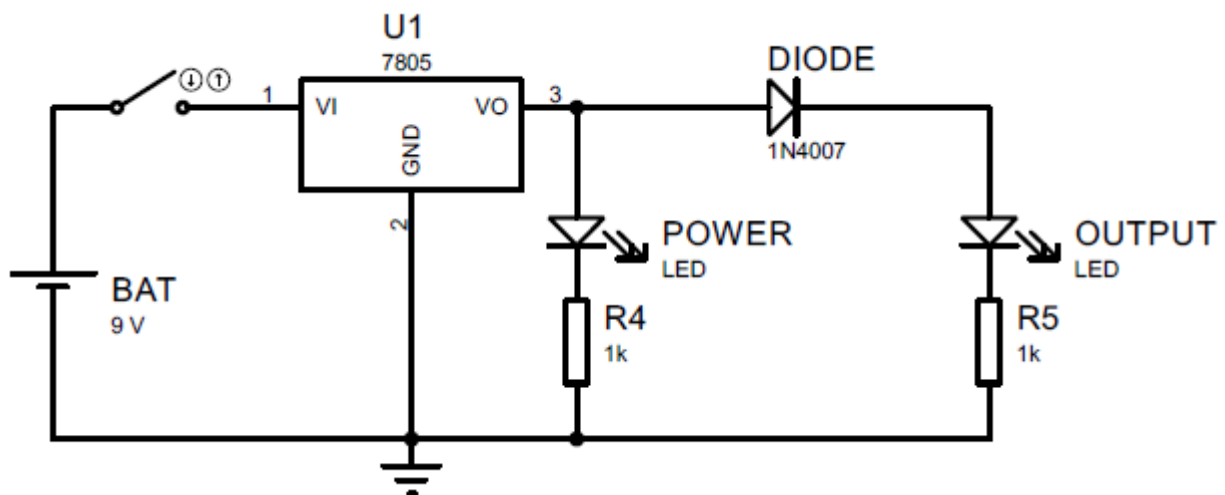 U1
7805
1
VI
VO
3
GND
2
DIODE
1N4007
BAT
9 V
POWER
LED
R4
1k
OUTPUT
LED
R5
1k